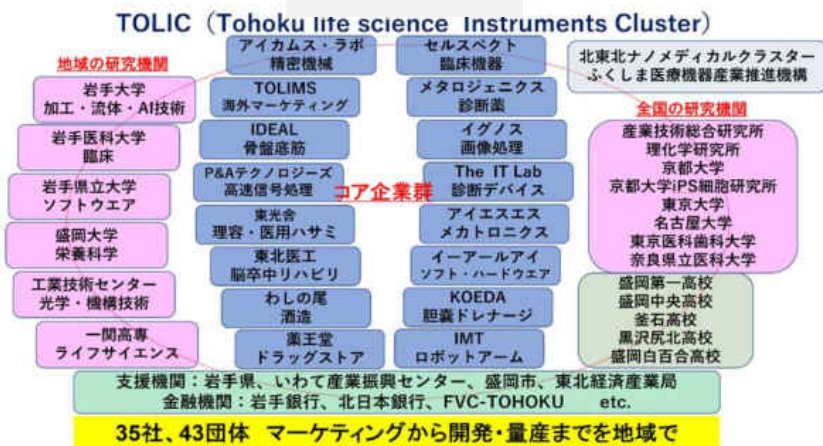 TOLIC（Tohoku life science Instruments Cluster）
地域の研究機関
岩手大学
加工・流体・AI技術
岩手医科大学
臨床
岩手県立大学
ソフトウエア
盛岡大学
栄養科学
工業技術センター
光学・機構技術
一関高専
ライフサイエンス
アイカムス・ラボ
精密機械
TOLIMS
海外マーケティング
IDEAL
骨盤底筋
P&Aテクノロジーズ
高速信号処理
東光舎
理容・医用ハサミ
東北医工
脳卒中リハビリ
わしの尾
酒造
薬王堂
ドラッグストア
コア企業群
セルスペクト
臨床機器
メタロジェニクス
診断薬
イグノス
画像処理
The IT Lab
診断デバイス
アイエスエス
メカトロニクス
イーアールアイ
ソフト・ハードウエア
KOEDA
胆嚢ドレナージ
IMT
ロボットアーム
北東北ナノメディカルクラスター
ふくしま医療機器産業推進機構
全国の研究機関
産業技術総合研究所
理化学研究所
京都大学
京都大学iPS細胞研究所
東京大学
名古屋大学
東京医科歯科大学
奈良県立医科大学
盛岡第一高校
盛岡中央高校
釜石高校
黒沢尻北高校
盛岡白百合高校
支援機関：岩手県、いわて産業振興センター、盛岡市、東北経済産業局
金融機関：岩手銀行、北日本銀行、FVC-TOHOKU etc.
35社、43団体 マーケティングから開発・量産までを地域で